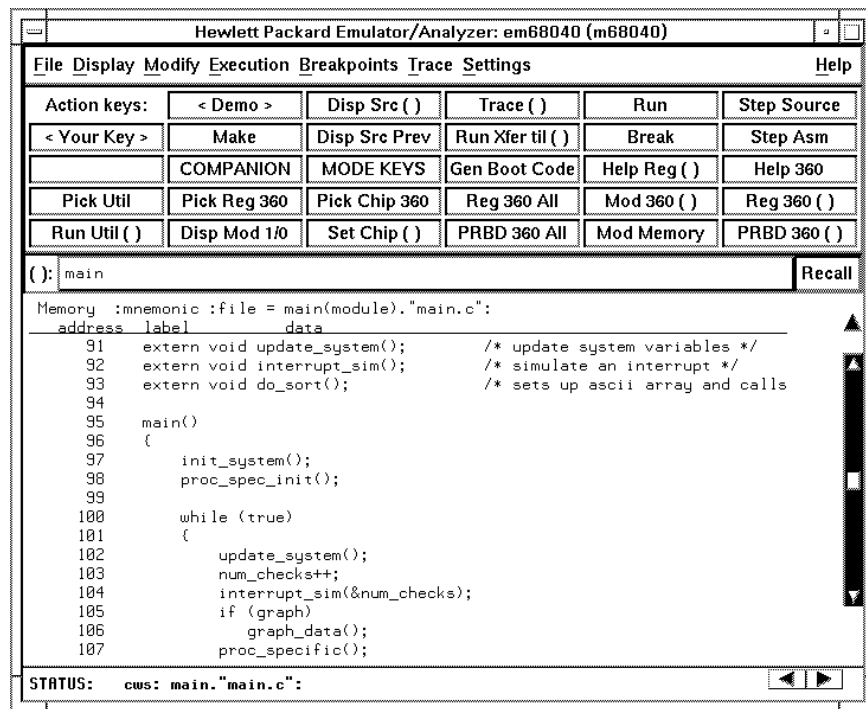 Hewlett Packard Emulator/Analyzer: em68040 (m68040)
File Display Modify Execution Breakpoints Trace Settings Help
Action keys: < Demo > Disp Src ( ) Trace ( ) Run Step Source
< Your Key > Make Disp Src Prev Run Xfer til ( ) Break Step Asm
COMPANION MODE KEYS Gen Boot Code Help Reg ( ) Help 360
Pick Util Pick Reg 360 Pick Chip 360 Reg 360 All Mod 360 ( ) Reg 360 ( )
Run Util ( ) Disp Mod 1/0 Set Chip ( ) PRBD 360 All Mod Memory PRBD 360 ( )
( ): main Recall
Memory :mnemonic :file = main(module)."main.c":
address label data
91 extern void update_system(); /* update system variables */
92 extern void interrupt_sim(); /* simulate an interrupt */
93 extern void do_sort(); /* sets up ascii array and calls
94
95 main()
96 {
97 init_system();
98 proc_spec_init();
99
100 while (true)
101 {
102 update_system();
103 num_checks++;
104 interrupt_sim(&num_checks);
105 if (graph)
106 graph_data();
107 proc_specific();
STATUS: cws: main."main.c":